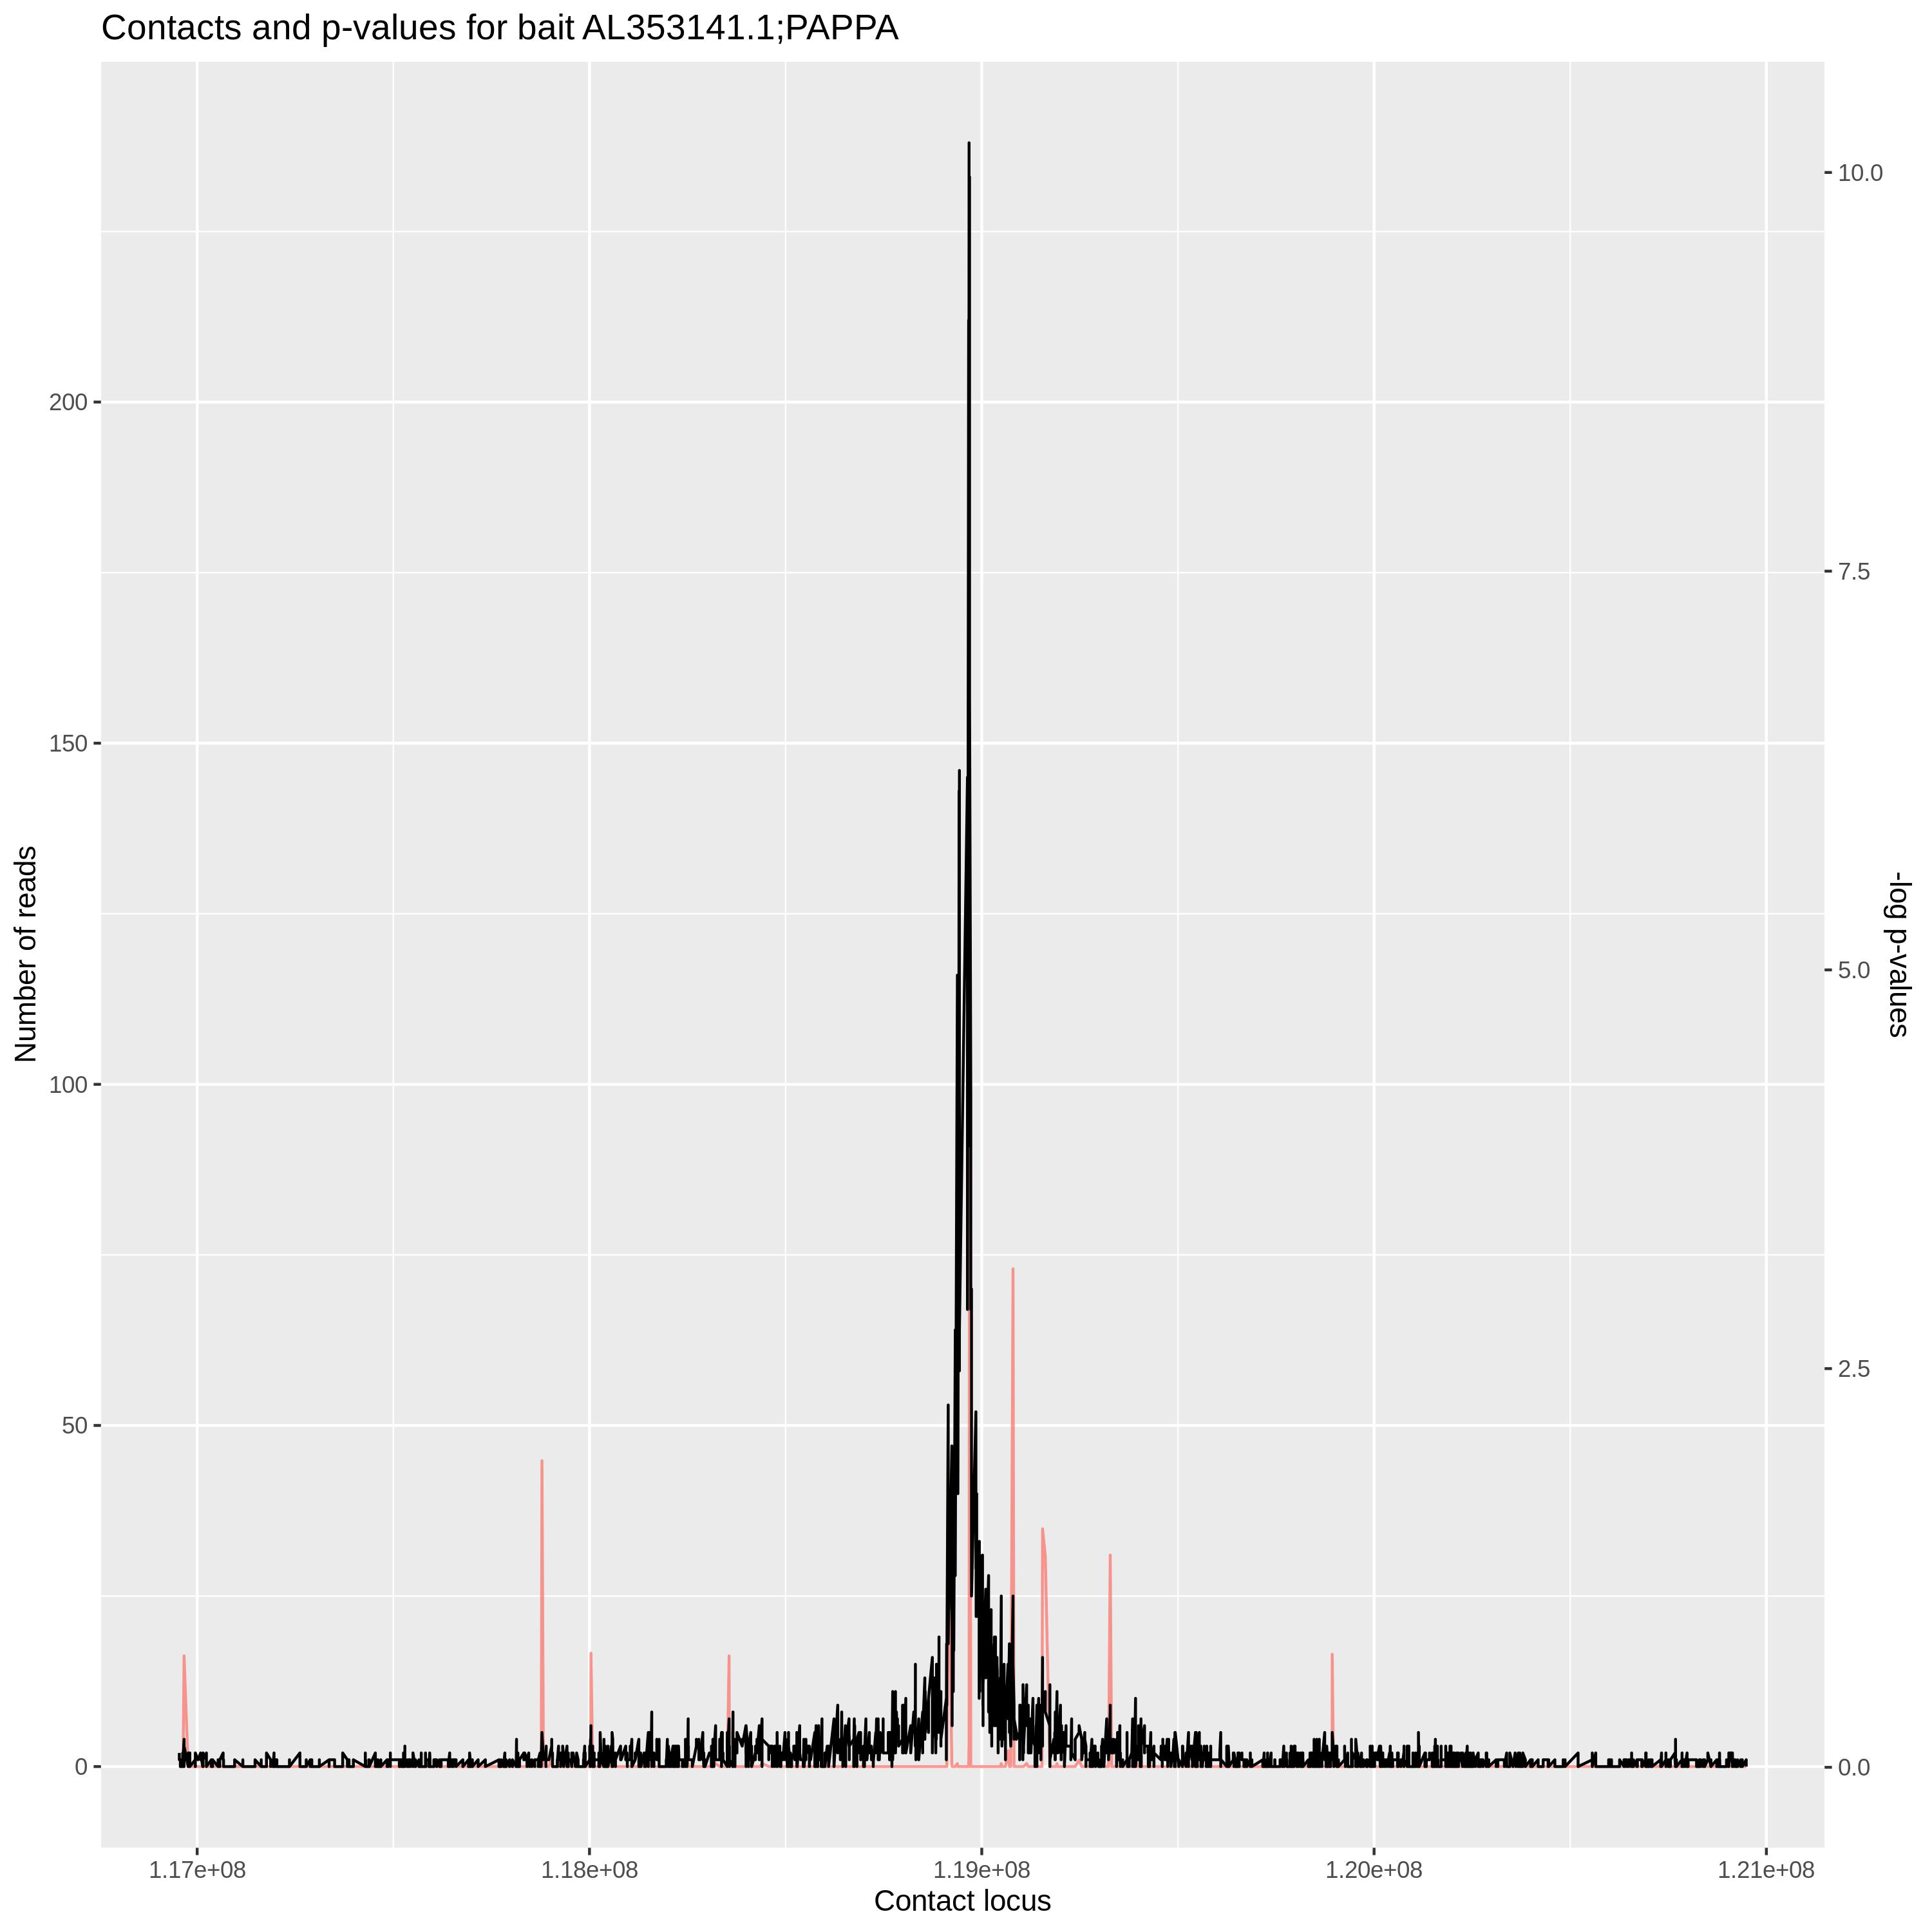 Contacts and p-values for bait AL353141.1;PAPPA
Number of reads
200
150
100
50
0
10.0
7.5
5.0
2.5
0.0
-log p-values
1.17e+08
1.18e+08
1.19e+08
1.20e+08
1.21e+08
Contact locus